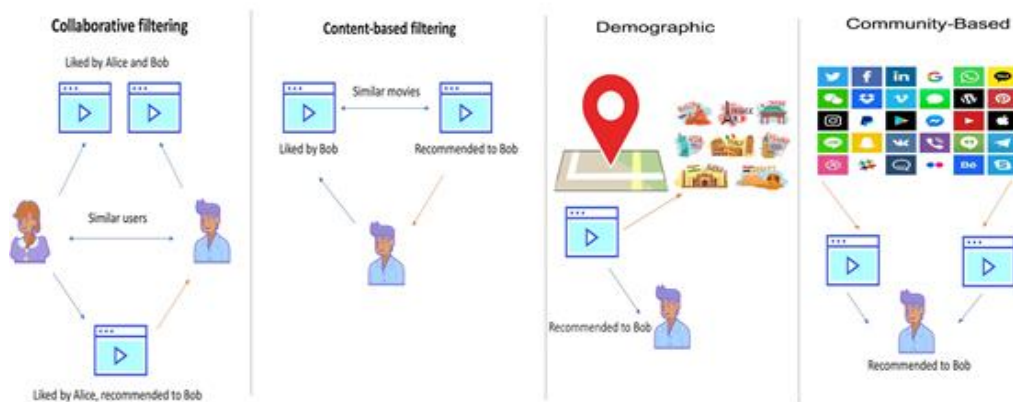 Collaborative filtering
Liked by Alice and Bob
Similar users
Liked by Alice, recommended to Bob
Content-based filtering
Similar movies
Liked by Bob
Recommended to Bob
Demographic
Recommended to Bob
Community-Based
Recommended to Bob